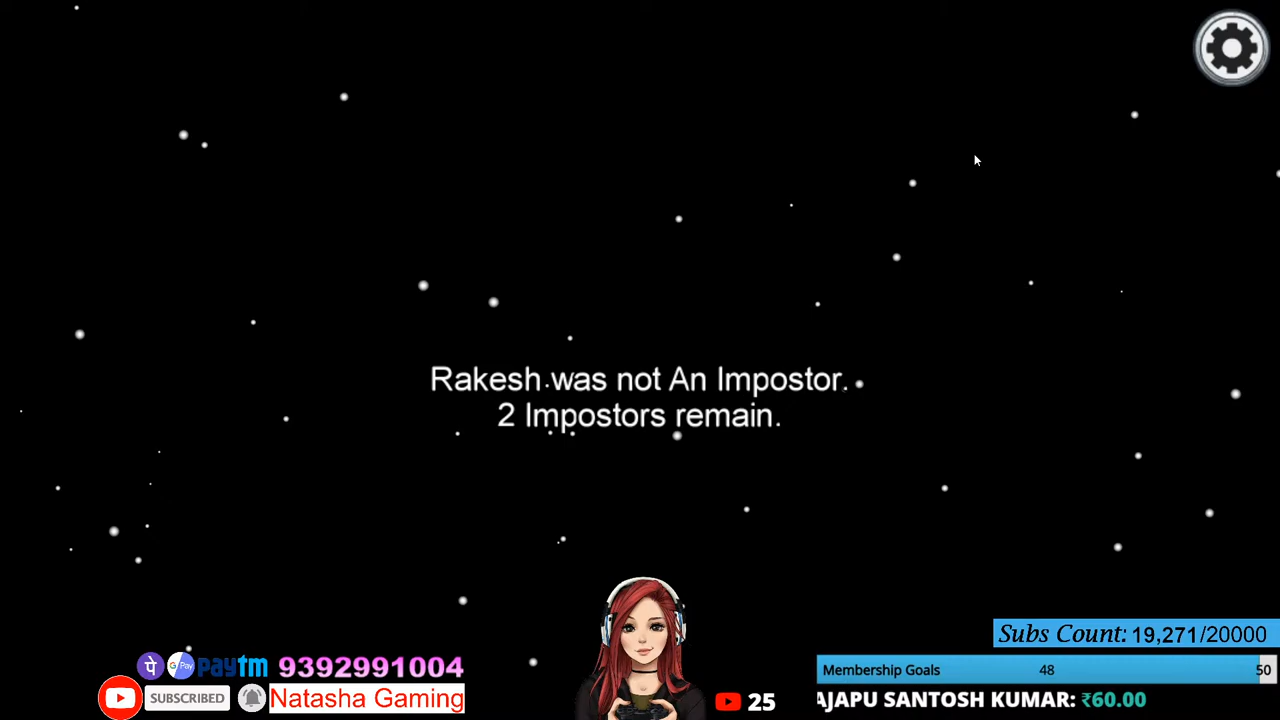 Rakesh was not An Impostor.
2 Impostors remain.
Subs Count: 19,271/20000
पे G Pay paytm 9392991004
Membership Goals 48 50
SUBSCRIBED Natasha Gaming
25
AJAPU SANTOSH KUMAR: ₹60.00